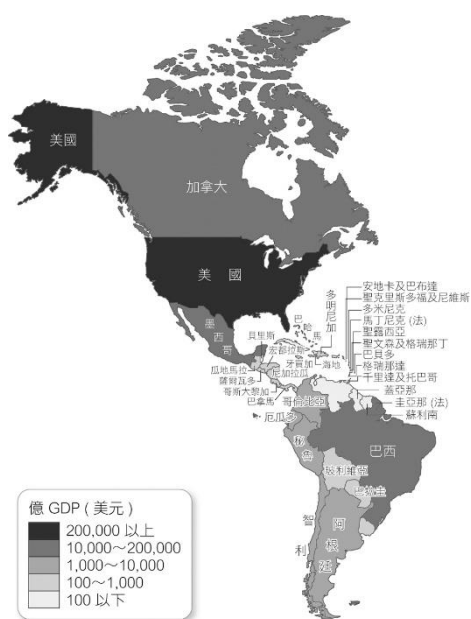 美國
加拿大
美 國
墨西哥
巴哈馬
多明尼加
貝里斯
宏都拉斯
牙買加
海地
瓜地馬拉
尼加拉瓜
薩爾瓦多
哥斯大黎加
巴拿馬
安地卡及巴布達
聖克里斯多福及尼維斯
多米尼克
馬丁尼克 (法)
聖露西亞
聖文森及格瑞那丁
巴貝多
格瑞那達
千里達及托巴哥
蓋亞那
圭亞那 (法)
蘇利南
哥倫比亞
厄瓜多
秘魯
巴西
玻利維亞
巴拉圭
智利
阿根廷
億 GDP ( 美元 )
200,000 以上
10,000～200,000
1,000～10,000
100～1,000
100 以下